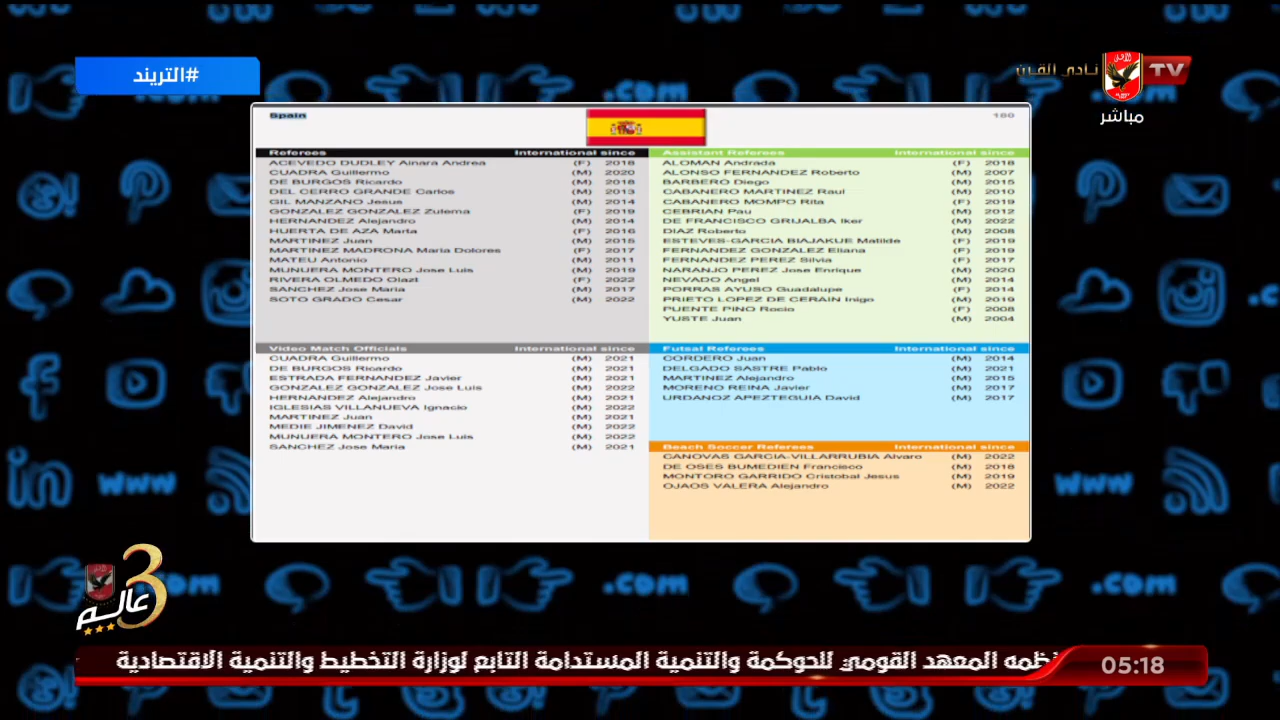 #التريند
نادي القرن
TV
مباشر
Spain
160
Referees International since
ACEVEDO DUDLEY Ainara Andrea (F) 2018
CUADRA Guillermo (M) 2020
DE BURGOS Ricardo (M) 2018
DEL CERRO GRANDE Carlos (M) 2013
GIL MANZANO Jesus (M) 2014
GONZALEZ GONZALEZ Zulema (F) 2019
HERNANDEZ Alejandro (M) 2014
HUERTA DE AZA Marta (F) 2016
MARTINEZ Juan (M) 2015
MARTINEZ MADRONA Maria Dolores (F) 2017
MATEU Antonio (M) 2011
MUNUERA MONTERO Jose Luis (M) 2019
RIVERA OLMEDO Olazt (F) 2022
SANCHEZ Jose Maria (M) 2017
SOTO GRADO Cesar (M) 2022
Assistant Referees International since
ALOMAN Andrada (F) 2018
ALONSO FERNANDEZ Roberto (M) 2007
BARBERO Diego (M) 2015
CABANERO MARTINEZ Raul (M) 2010
CABANERO MOMPO Rita (F) 2019
CEBRIAN Pau (M) 2012
DE FRANCISCO GRIJALBA Iker (M) 2022
DIAZ Roberto (M) 2008
ESTEVES-GARCIA BIAJAKUE Matilde (F) 2019
FERNANDEZ GONZALEZ Eliana (F) 2019
FERNANDEZ PEREZ Silvia (F) 2017
NARANJO PEREZ Jose Enrique (M) 2020
NEVADO Angel (M) 2014
PORRAS AYUSO Guadalupe (F) 2014
PRIETO LOPEZ DE CERAIN Inigo (M) 2019
PUENTE PINO Rocio (F) 2008
YUSTE Juan (M) 2004
Video Match Officials International since
CUADRA Guillermo (M) 2021
DE BURGOS Ricardo (M) 2021
ESTRADA FERNANDEZ Javier (M) 2021
GONZALEZ GONZALEZ Jose Luis (M) 2022
HERNANDEZ Alejandro (M) 2021
IGLESIAS VILLANUEVA Ignacio (M) 2022
MARTINEZ Juan (M) 2021
MEDIE JIMENEZ David (M) 2022
MUNUERA MONTERO Jose Luis (M) 2022
SANCHEZ Jose Maria (M) 2021
Futsal Referees International since
CORDERO Juan (M) 2014
DELGADO SASTRE Pablo (M) 2021
MARTINEZ Alejandro (M) 2015
MORENO REINA Javier (M) 2017
URDANOZ APEZTEGUIA David (M) 2017
Beach Soccer Referees International since
CANOVAS GARCIA-VILLARRUBIA Alvaro (M) 2022
DE OSES BUMEDIEN Francisco (M) 2018
MONTORO GARRIDO Cristobal Jesus (M) 2019
OJAOS VALERA Alejandro (M) 2022
3 عالم
المعهد القومي للحوكمة والتنمية المستدامة التابع لوزارة التخطيط والتنمية الاقتصادية
05:18